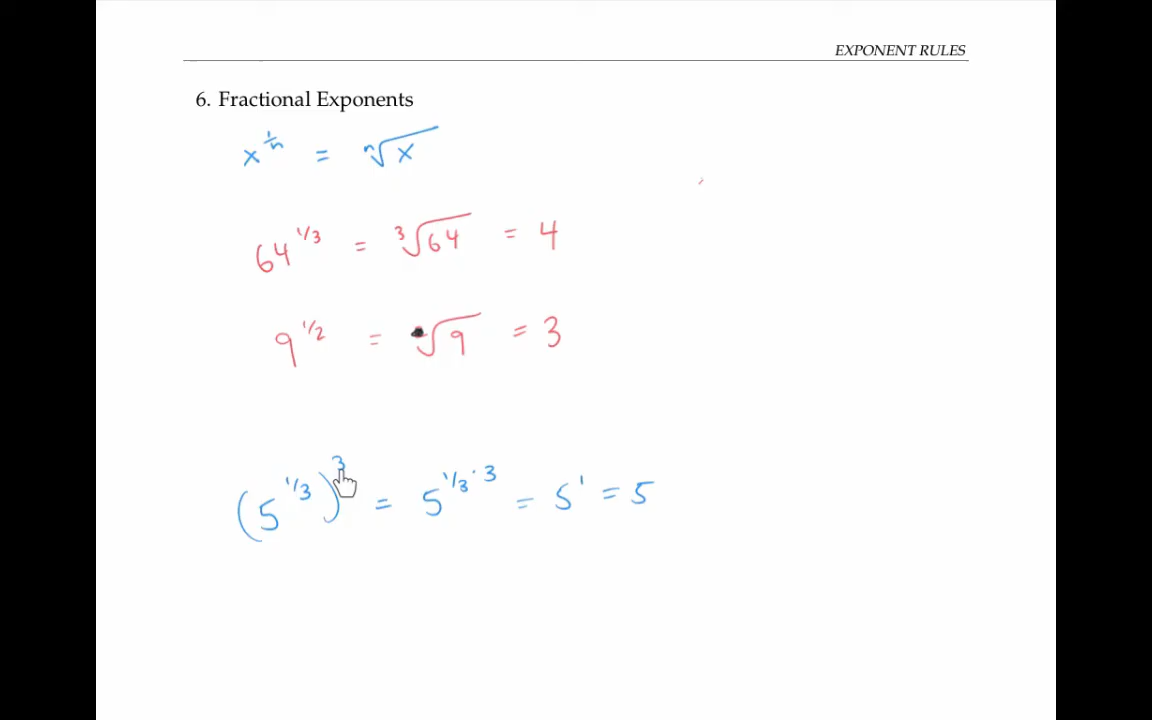 EXPONENT RULES
6. Fractional Exponents
x^{1/n} = ⁿ√x
64^{1/3} = ³√64 = 4
9^{1/2} = √9 = 3
(5^{1/3})^3 = 5^{1/3 · 3} = 5^1 = 5